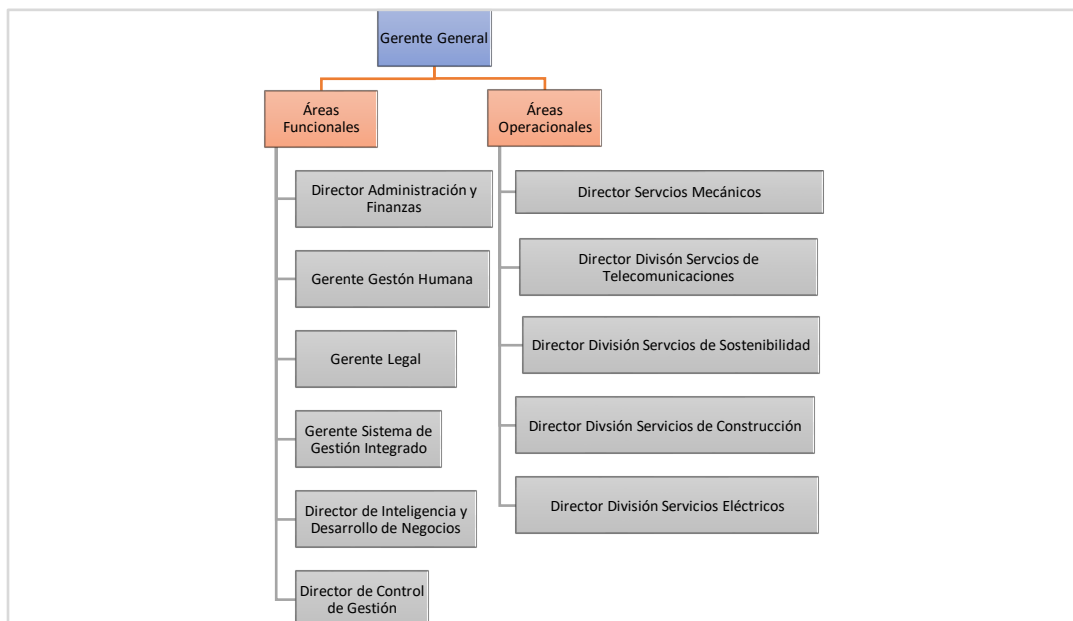 Gerente General
Áreas
Funcionales
Director Administración y
Finanzas
Gerente Gestón Humana
Gerente Legal
Gerente Sistema de
Gestión Integrado
Director de Inteligencia y
Desarrollo de Negocios
Director de Control
de Gestión
Áreas
Operacionales
Director Servcios Mecánicos
Director Divisón Servcios de
Telecomunicaciones
Director División Servcios de Sostenibilidad
Director Divsión Servicios de Construcción
Director División Servicios Eléctricos